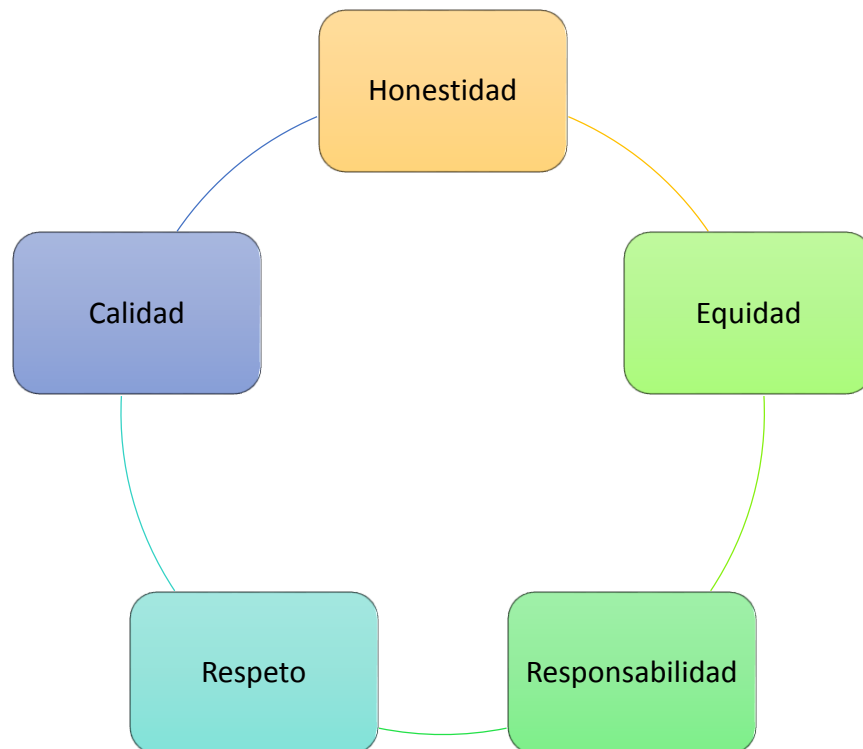 Honestidad
Equidad
Responsabilidad
Respeto
Calidad